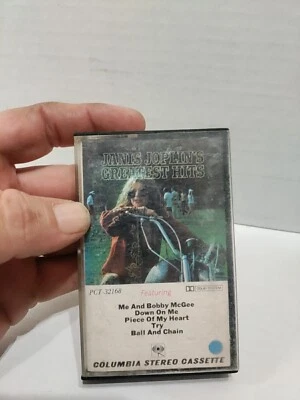 JANIS JOPLIN'S
GREATEST HITS
PCT-32168
Featuring
Me And Bobby McGee
Down On Me
Piece Of My Heart
Try
Ball And Chain
COLUMBIA STEREO CASSETTE